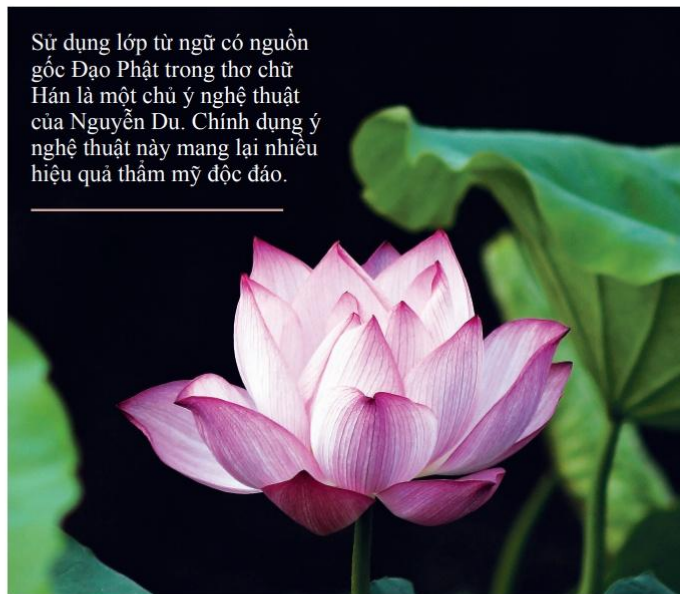 Sử dụng lớp từ ngữ có nguồn
gốc Đạo Phật trong thơ chữ
Hán là một chủ ý nghệ thuật
của Nguyễn Du. Chính dụng ý
nghệ thuật này mang lại nhiều
hiệu quả thẩm mỹ độc đáo.